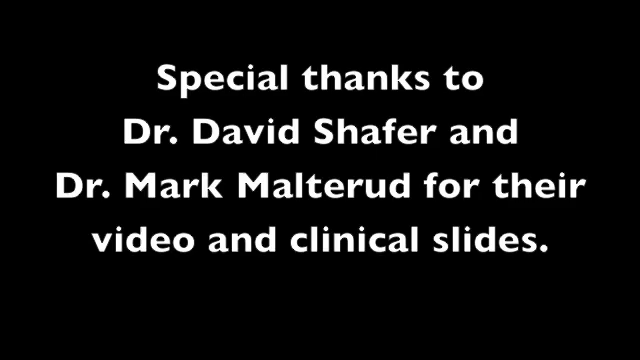 Special thanks to
Dr. David Shafer and
Dr. Mark Malterud for their
video and clinical slides.